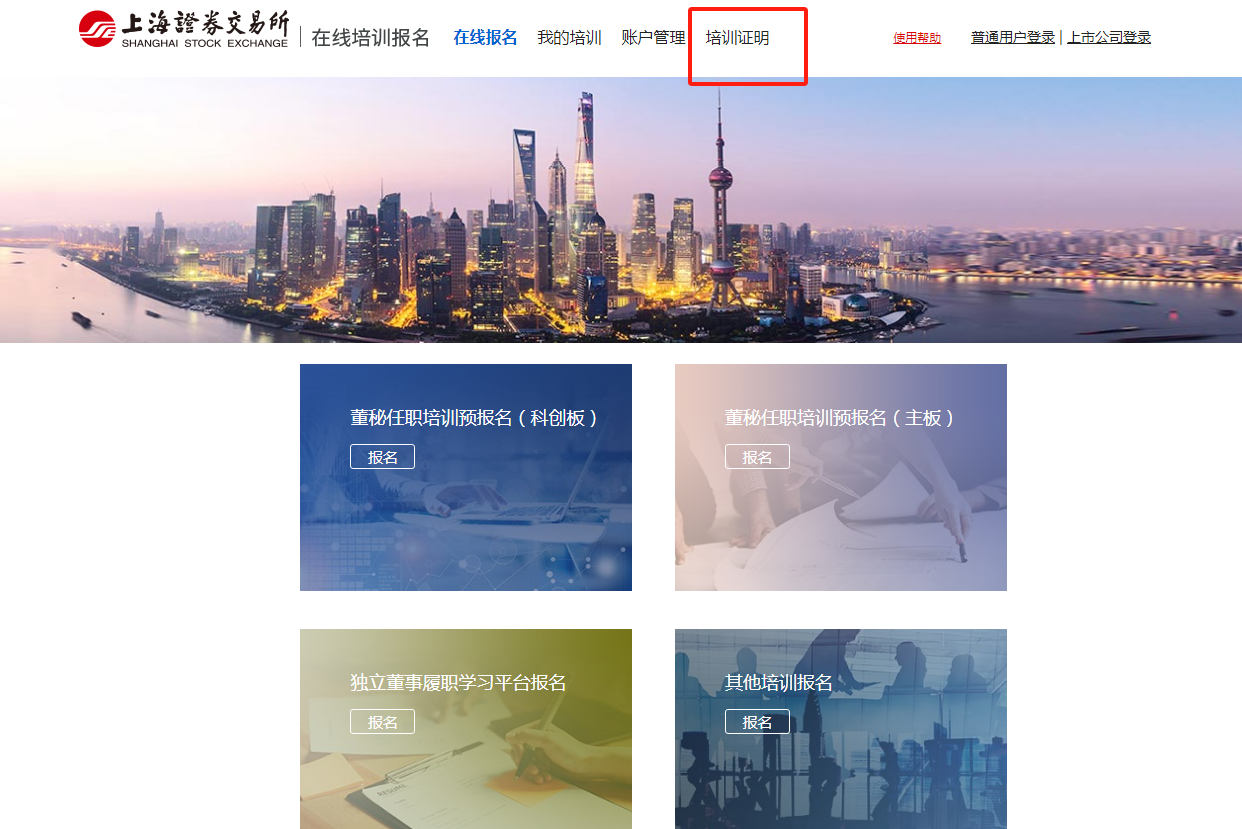 上海證券交易所
SHANGHAI STOCK EXCHANGE
在线培训报名 在线报名 我的培训 账户管理 培训证明 使用帮助 普通用户登录 | 上市公司登录
董秘任职培训预报名（科创板）
报名
董秘任职培训预报名（主板）
报名
独立董事履职学习平台报名
报名
其他培训报名
报名
RESUME